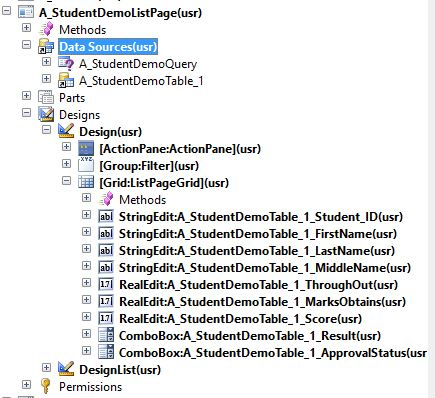 A_StudentDemoListPage(usr)
Methods
Data Sources(usr)
A_StudentDemoQuery
A_StudentDemoTable_1
Parts
Designs
Design(usr)
[ActionPane:ActionPane](usr)
[Group:Filter](usr)
[Grid:ListPageGrid](usr)
Methods
StringEdit:A_StudentDemoTable_1_Student_ID(usr)
StringEdit:A_StudentDemoTable_1_FirstName(usr)
StringEdit:A_StudentDemoTable_1_LastName(usr)
StringEdit:A_StudentDemoTable_1_MiddleName(usr)
RealEdit:A_StudentDemoTable_1_ThroughOut(usr)
RealEdit:A_StudentDemoTable_1_MarksObtains(usr)
RealEdit:A_StudentDemoTable_1_Score(usr)
ComboBox:A_StudentDemoTable_1_Result(usr)
ComboBox:A_StudentDemoTable_1_ApprovalStatus(usr
DesignList(usr)
Permissions